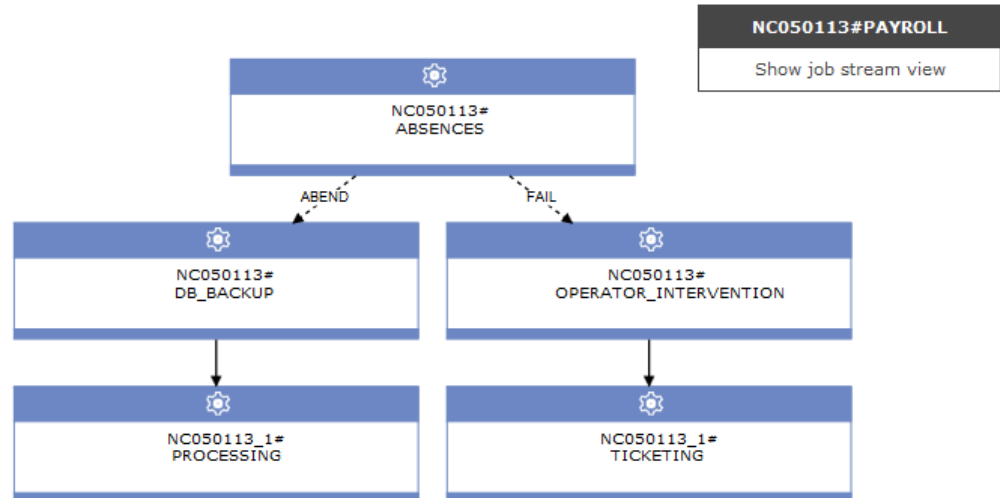 NC050113#PAYROLL
Show job stream view
NC050113#
ABSENCES
ABEND
FAIL
NC050113#
DB_BACKUP
NC050113#
OPERATOR_INTERVENTION
NC050113_1#
PROCESSING
NC050113_1#
TICKETING